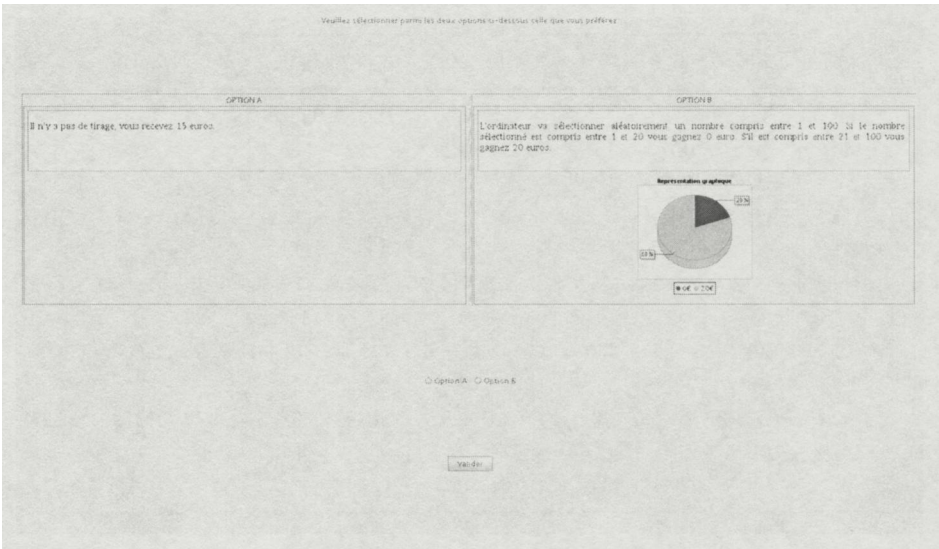 Veuillez sélectionner parmi les deux options ci-dessous celle que vous préférez
OPTION A
Il n'y a pas de tirage, vous recevez 15 euros.
OPTION B
L'ordinateur va sélectionner aléatoirement un nombre compris entre 1 et 100 Si le nombre
sélectionné est compris entre 1 et 20 vous gagnez 0 euro. S'il est compris entre 21 et 100 vous
gagnez 20 euros.
Représentation graphique
20 %
0€ 20€
Option A Option B
Valider